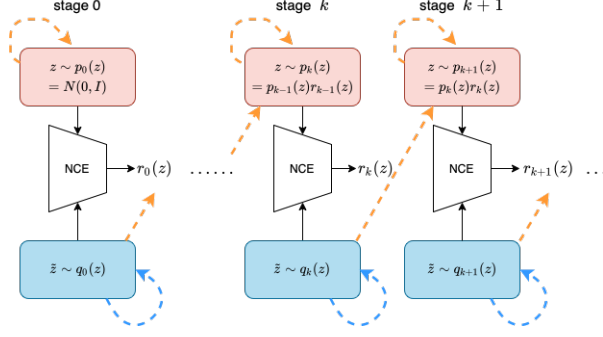 stage 0
stage k
stage k + 1
z ∼ p₀(z)
= N(0, I)
z ∼ pₖ(z)
= pₖ₋₁(z)rₖ₋₁(z)
z ∼ pₖ₊₁(z)
= pₖ(z)rₖ(z)
NCE
r₀(z)
......
NCE
rₖ(z)
NCE
rₖ₊₁(z)
...
z̃ ∼ q₀(z)
z̃ ∼ qₖ(z)
z̃ ∼ qₖ₊₁(z)